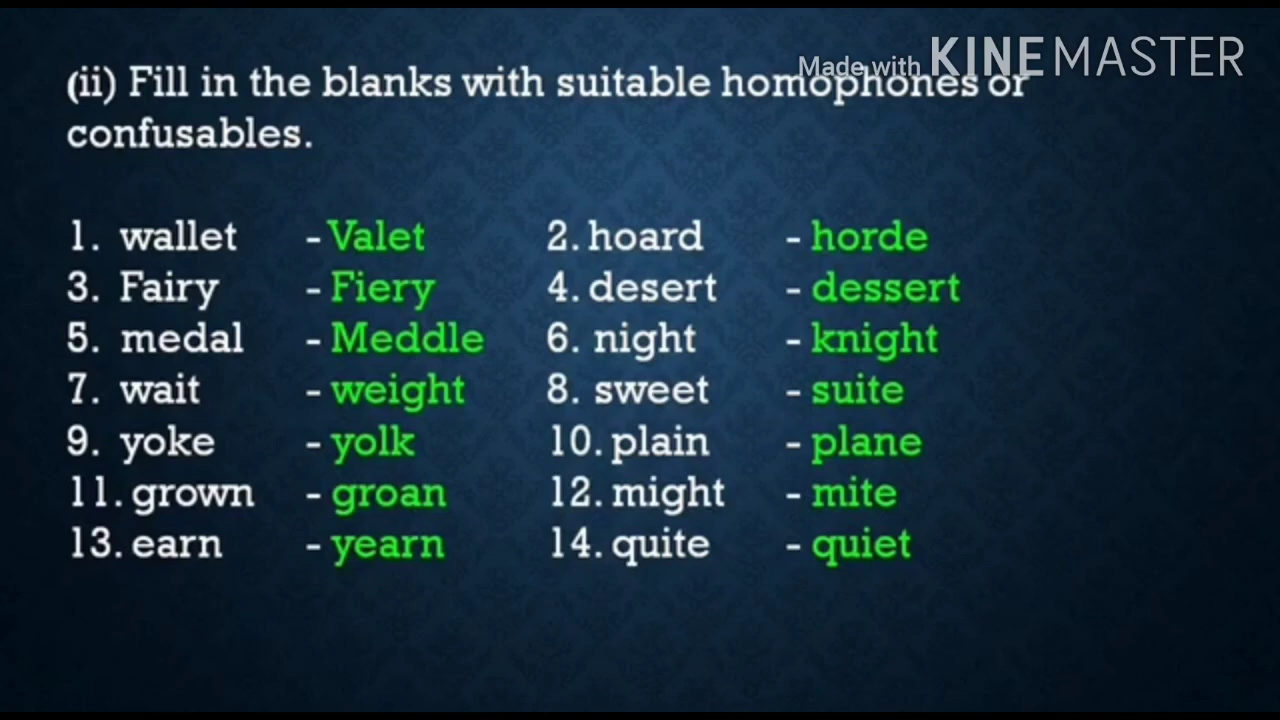 Made with KINEMASTER
(ii) Fill in the blanks with suitable homophones or
confusables.
1. wallet - Valet 2. hoard - horde
3. Fairy - Fiery 4. desert - dessert
5. medal - Meddle 6. night - knight
7. wait - weight 8. sweet - suite
9. yoke - yolk 10. plain - plane
11. grown - groan 12. might - mite
13. earn - yearn 14. quite - quiet